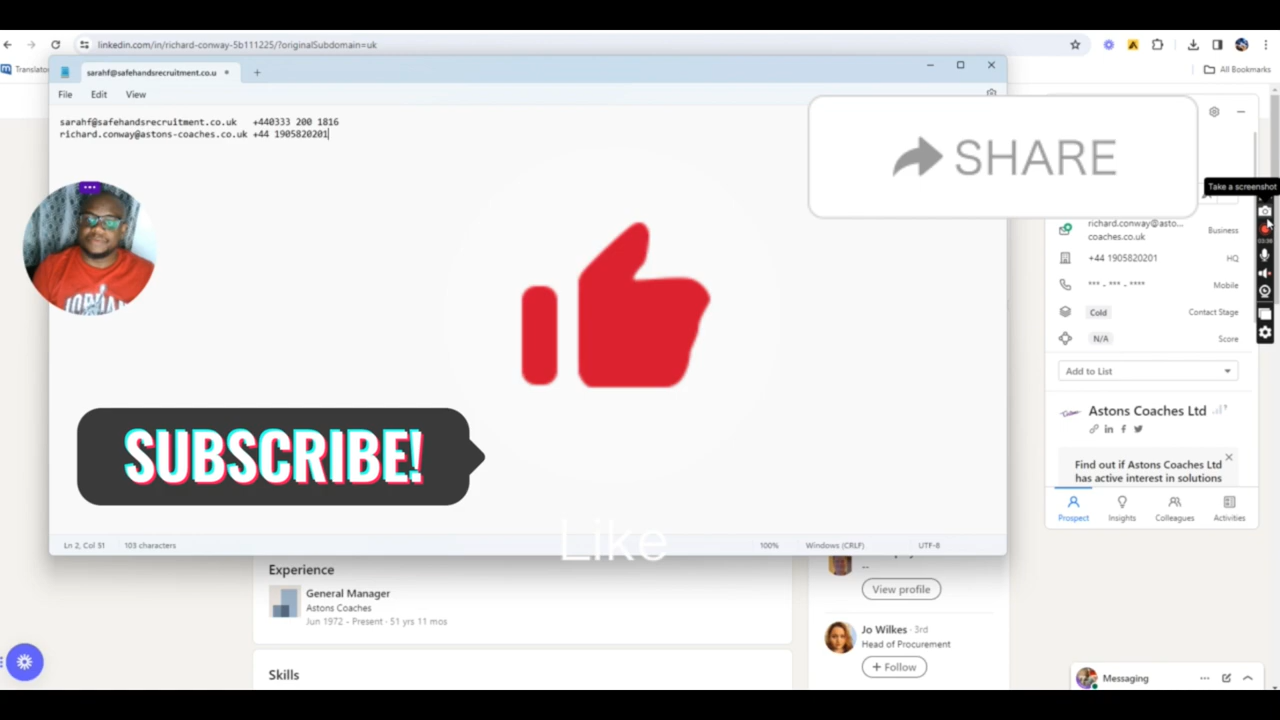 linkedin.com/in/richard-conway-5b111225/?originalSubdomain=uk
Translator
All Bookmarks
sarahf@safehandsrecruitment.co.u
File Edit View
sarahf@safehandsrecruitment.co.uk +440333 200 1816
richard.conway@astons-coaches.co.uk +44 1905820201
SHARE
Take a screenshot
richard.conway@asto...
coaches.co.uk
Business
+44 1905820201 HQ
*** - *** - **** Mobile
Cold Contact Stage
N/A Score
Add to List
Astons Coaches Ltd
Find out if Astons Coaches Ltd
has active interest in solutions
Prospect Insights Colleagues Activities
SUBSCRIBE!
Like
Ln 2, Col 51 103 characters 100% Windows (CRLF) UTF-8
Experience
General Manager
Astons Coaches
Jun 1972 - Present · 51 yrs 11 mos
Skills
...
View profile
Jo Wilkes · 3rd
Head of Procurement
+ Follow
Messaging